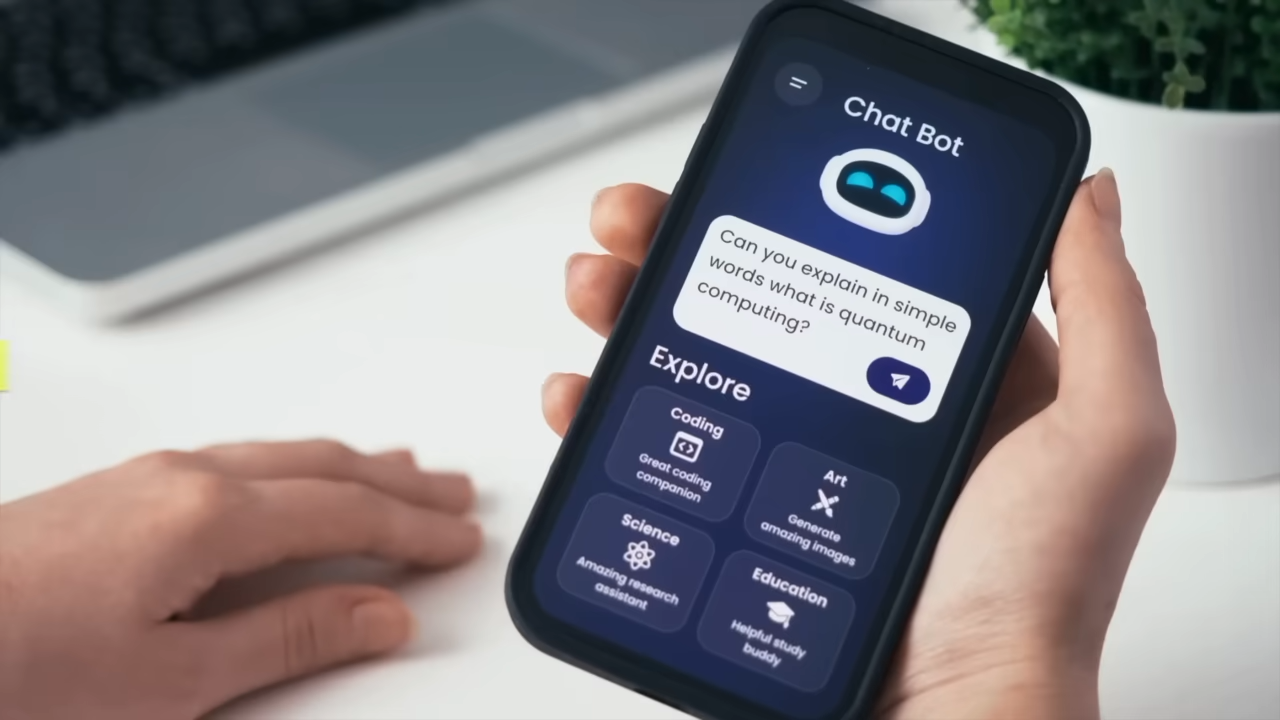 Chat Bot
Can you explain in simple
words what is quantum
computing?
Explore
Coding
Great coding
companion
Art
Generate
amazing images
Science
Amazing research
assistant
Education
Helpful study
buddy